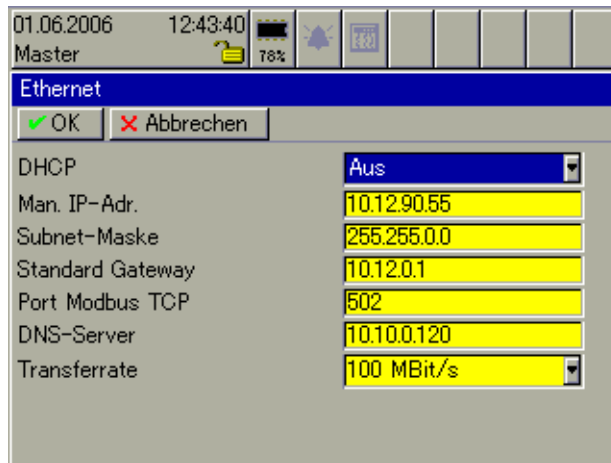 01.06.2006 12:43:40
Master 78%
Ethernet
OK Abbrechen
DHCP Aus
Man. IP-Adr. 10.12.90.55
Subnet-Maske 255.255.0.0
Standard Gateway 10.12.0.1
Port Modbus TCP 502
DNS-Server 10.10.0.120
Transferrate 100 MBit/s